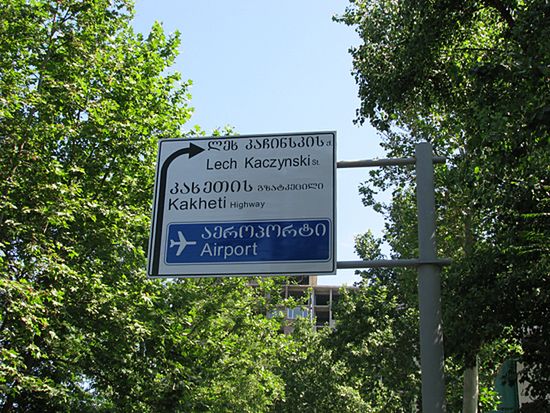 ლეხ კაჩინსკის ქ.
Lech Kaczynski St.
კახეთის გზატკეცილი
Kakheti Highway
აეროპორტი
Airport